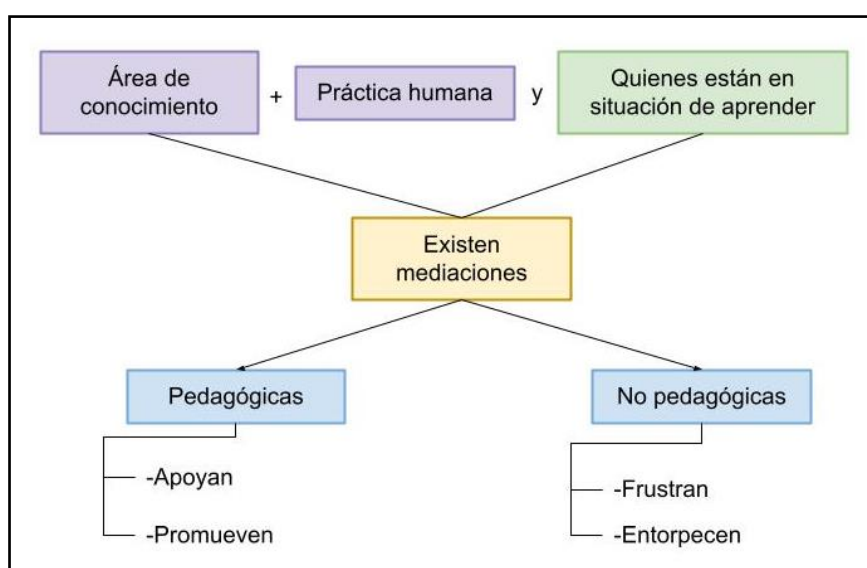 Área de
conocimiento
+
Práctica humana
y
Quienes están en
situación de aprender
Existen
mediaciones
Pedagógicas
-Apoyan
-Promueven
No pedagógicas
-Frustran
-Entorpecen